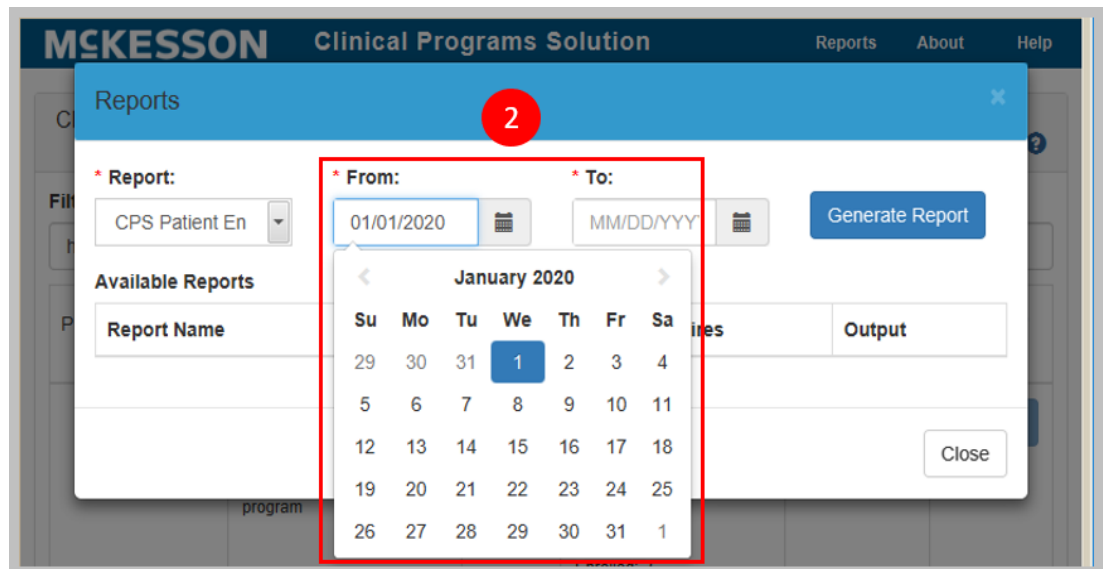 MCKESSON Clinical Programs Solution Reports About Help
Reports ×
2
Cl
?
* Report: * From: * To:
Filt
CPS Patient En 01/01/2020 MM/DD/YYY Generate Report
h
Available Reports
January 2020
P
Report Name ires Output
Su Mo Tu We Th Fr Sa
29 30 31 1 2 3 4
5 6 7 8 9 10 11
12 13 14 15 16 17 18
Close
19 20 21 22 23 24 25
program
26 27 28 29 30 31 1